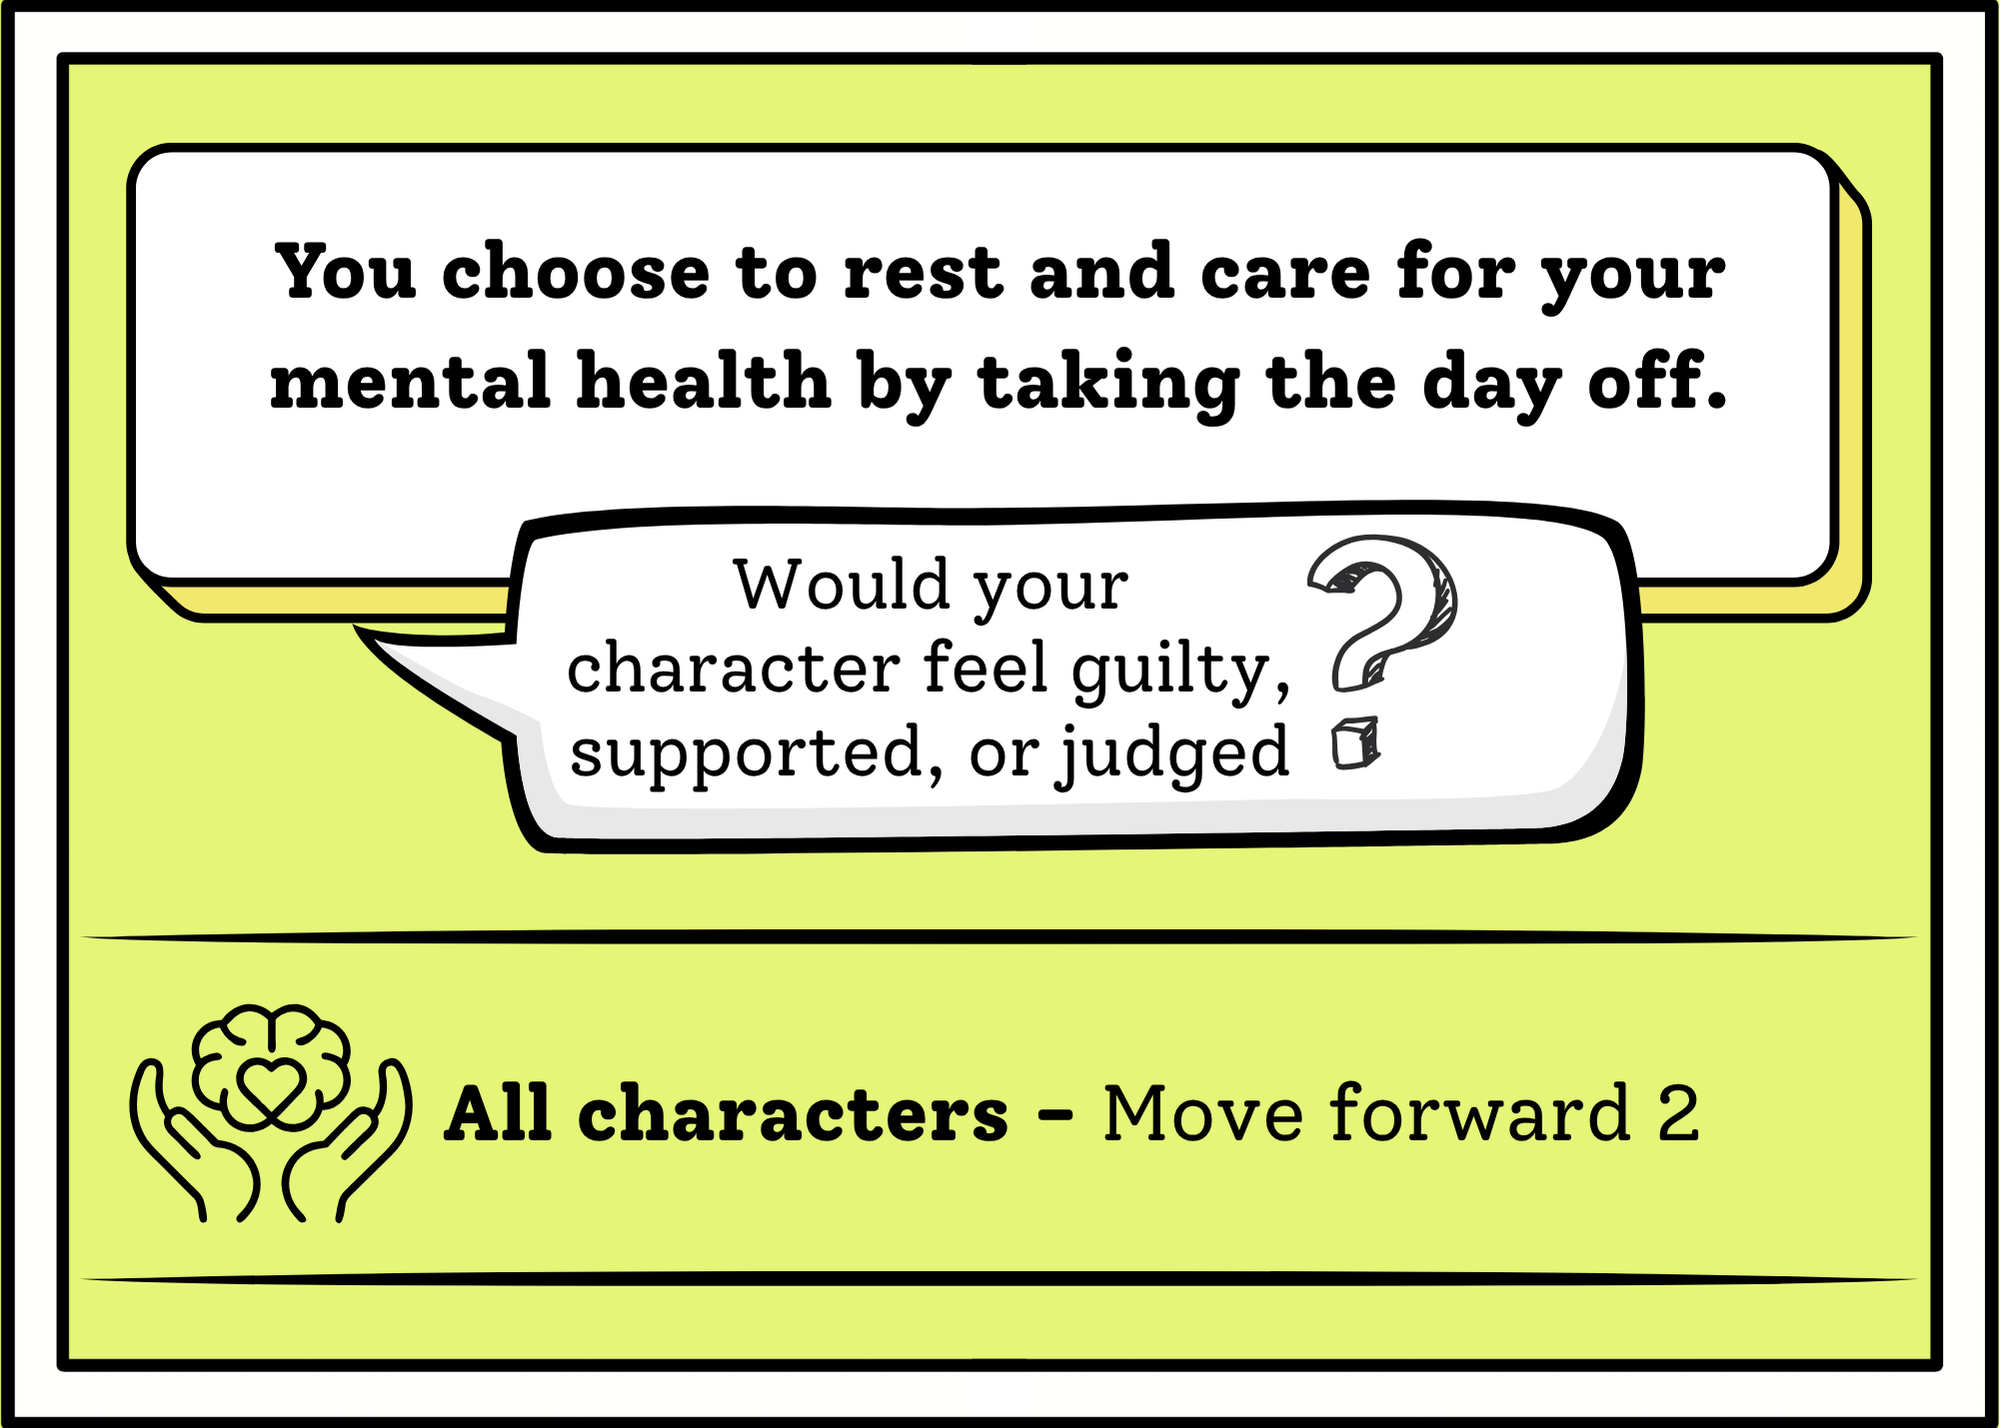 You choose to rest and care for your
mental health by taking the day off.
Would your
character feel guilty,
supported, or judged ?
All characters - Move forward 2